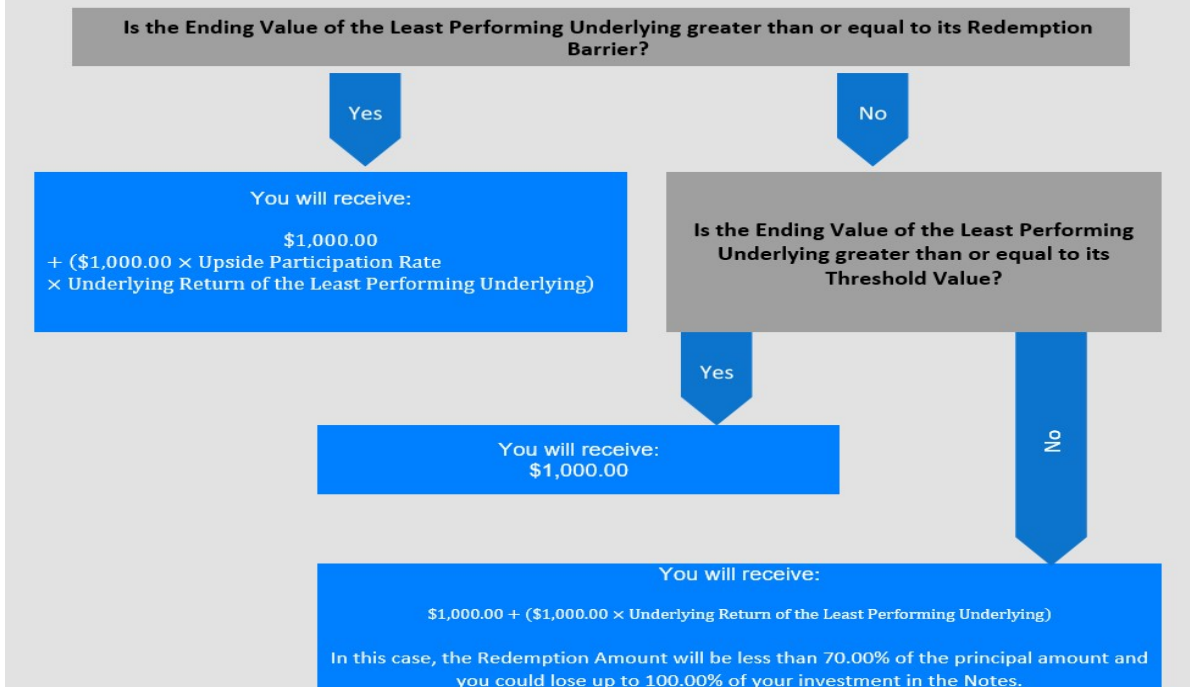 Is the Ending Value of the Least Performing Underlying greater than or equal to its Redemption
Barrier?
Yes
No
You will receive:
$1,000.00
+ ($1,000.00 × Upside Participation Rate
× Underlying Return of the Least Performing Underlying)
Is the Ending Value of the Least Performing
Underlying greater than or equal to its
Threshold Value?
Yes
No
You will receive:
$1,000.00
You will receive:
$1,000.00 + ($1,000.00 × Underlying Return of the Least Performing Underlying)
In this case, the Redemption Amount will be less than 70.00% of the principal amount and
you could lose up to 100.00% of your investment in the Notes.